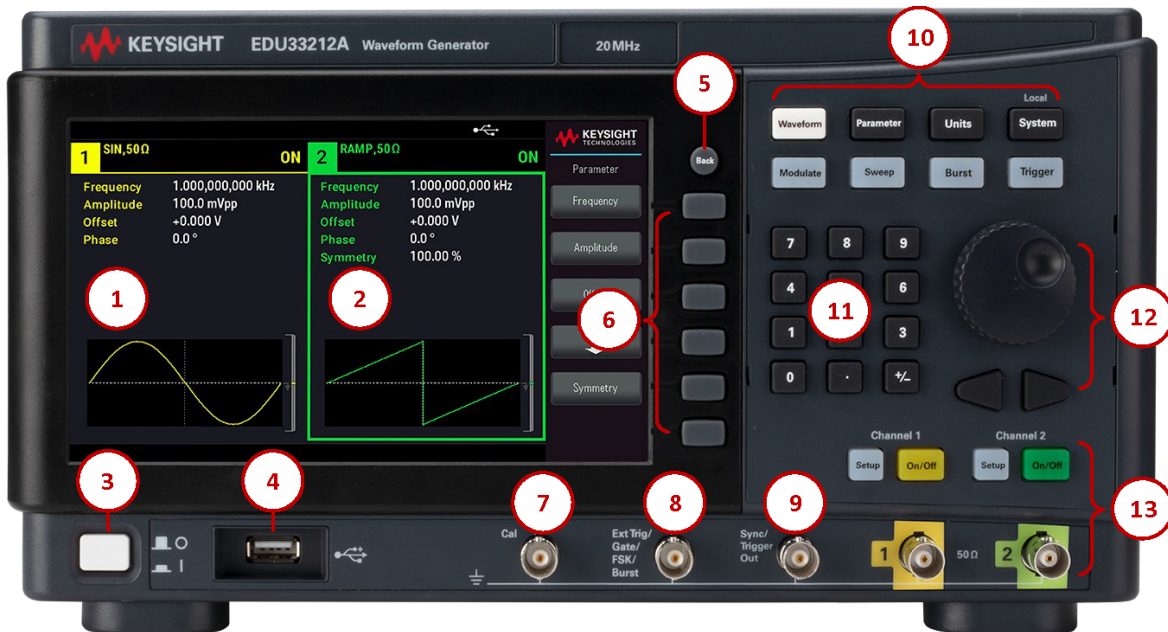 KEYSIGHT EDU33212A Waveform Generator 20 MHz
10
5
Local
Waveform Parameter Units System
Modulate Sweep Burst Trigger
Back
KEYSIGHT
TECHNOLOGIES
Parameter
Frequency
Amplitude
Symmetry
1 SIN,50Ω ON
Frequency 1.000,000,000 kHz
Amplitude 100.0 mVpp
Offset +0.000 V
Phase 0.0 °
1
2 RAMP,50Ω ON
Frequency 1.000,000,000 kHz
Amplitude 100.0 mVpp
Offset +0.000 V
Phase 0.0 °
Symmetry 100.00 %
2
6
7 8 9
4 6
1 3
0 . +/−
11
12
Channel 1 Channel 2
Setup On/Off Setup On/Off
13
3
4
7
8
9
Cal
Ext Trig/
Gate/
FSK/
Burst
Sync/
Trigger
Out
1 50Ω 2